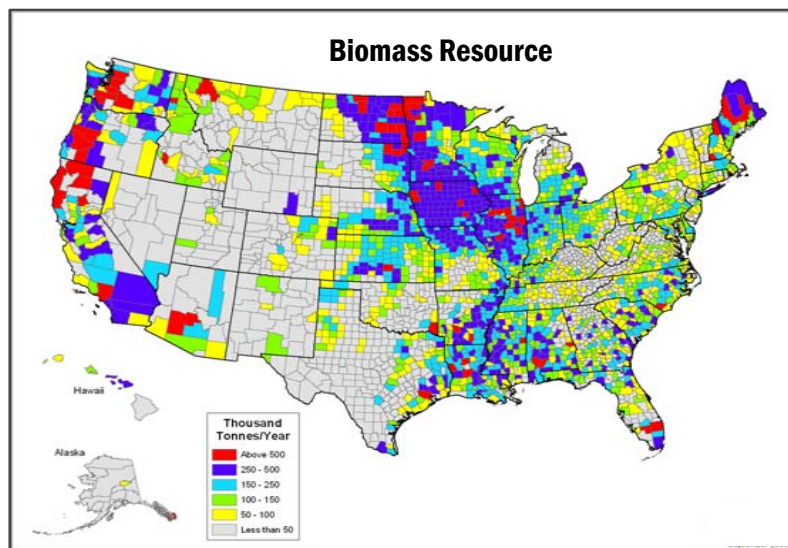 Biomass Resource
Hawaii
Alaska
Thousand
Tonnes/Year
Above 500
250 - 500
150 - 250
100 - 150
50 - 100
Less than 50